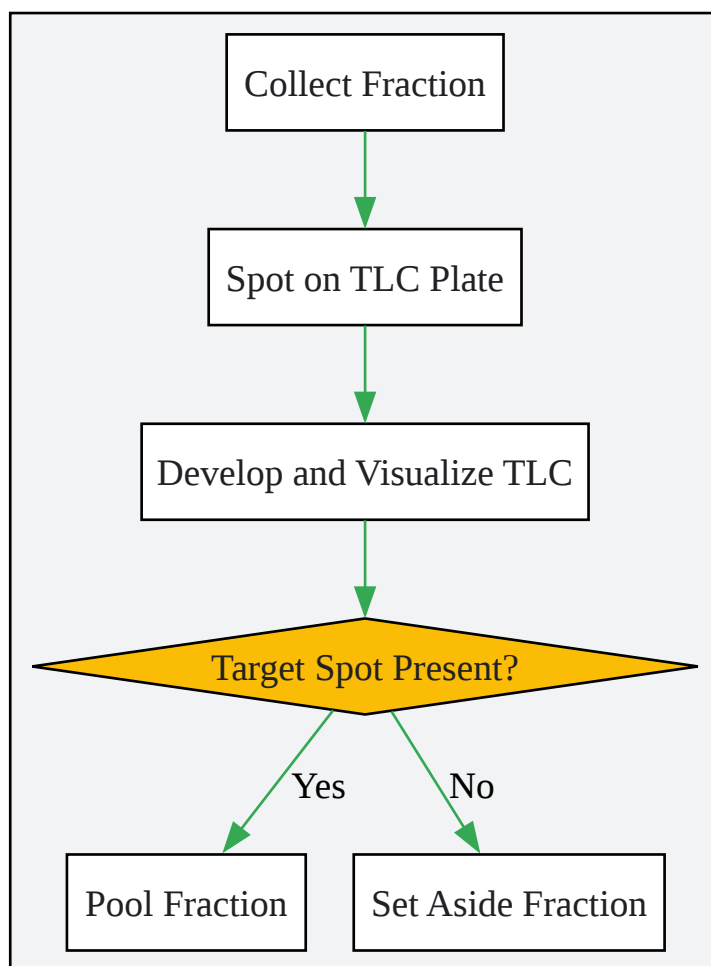 Collect Fraction
Spot on TLC Plate
Develop and Visualize TLC
Target Spot Present?
Yes
No
Pool Fraction
Set Aside Fraction